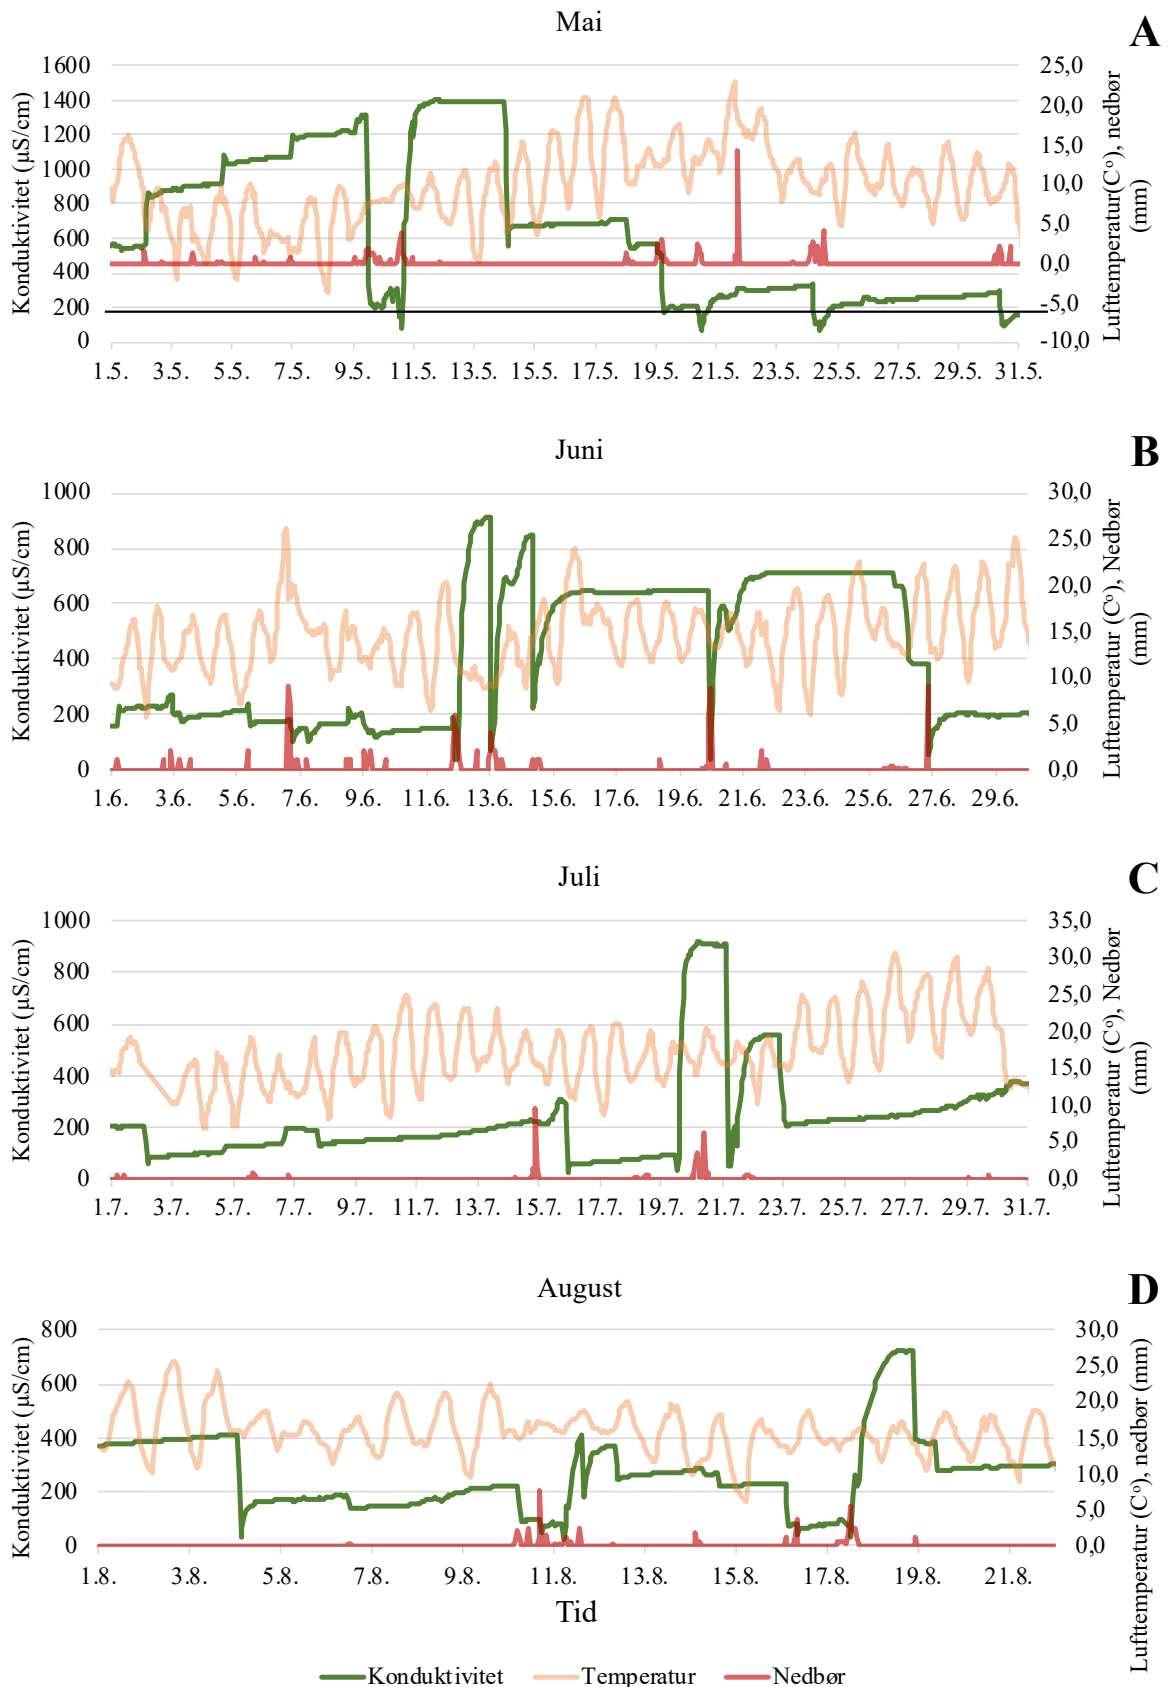 Mai
A
Konduktivitet (µS/cm)
1600
1400
1200
1000
800
600
400
200
0
25,0
20,0
15,0
10,0
5,0
0,0
-5,0
-10,0
Lufttemperatur(C°), nedbør
(mm)
1.5. 3.5. 5.5. 7.5. 9.5. 11.5. 13.5. 15.5. 17.5. 19.5. 21.5. 23.5. 25.5. 27.5. 29.5. 31.5.
Juni
B
Konduktivitet (µS/cm)
1000
800
600
400
200
0
30,0
25,0
20,0
15,0
10,0
5,0
0,0
Lufttemperatur (C°), Nedbør
(mm)
1.6. 3.6. 5.6. 7.6. 9.6. 11.6. 13.6. 15.6. 17.6. 19.6. 21.6. 23.6. 25.6. 27.6. 29.6.
Juli
C
Konduktivitet (µS/cm)
1000
800
600
400
200
0
35,0
30,0
25,0
20,0
15,0
10,0
5,0
0,0
Lufttemperatur (C°), Nedbør
(mm)
1.7. 3.7. 5.7. 7.7. 9.7. 11.7. 13.7. 15.7. 17.7. 19.7. 21.7. 23.7. 25.7. 27.7. 29.7. 31.7.
August
D
Konduktivitet (µS/cm)
800
600
400
200
0
30,0
25,0
20,0
15,0
10,0
5,0
0,0
Lufttemperatur (C°), nedbør (mm)
1.8. 3.8. 5.8. 7.8. 9.8. 11.8. 13.8. 15.8. 17.8. 19.8. 21.8.
Tid
Konduktivitet Temperatur Nedbør